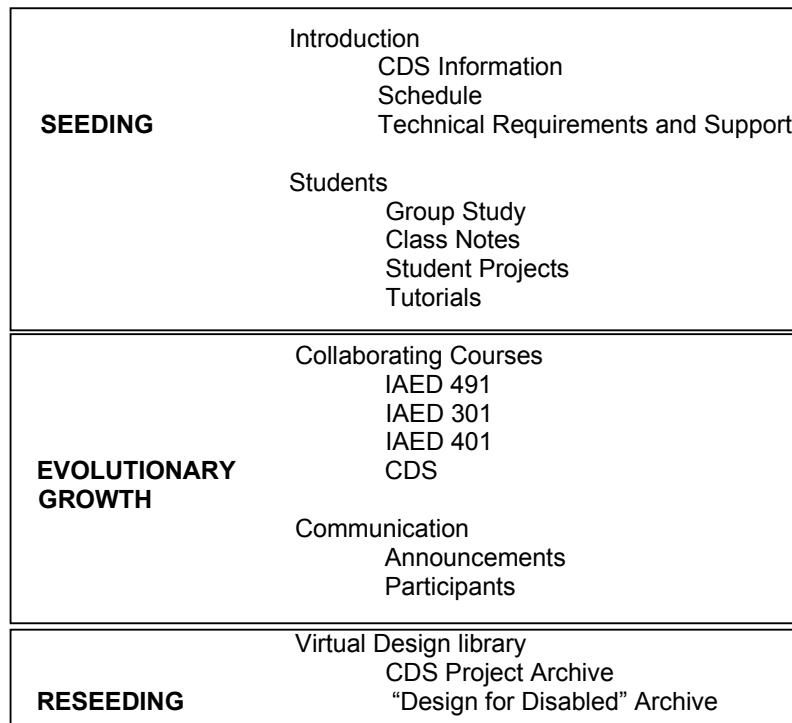 Introduction
CDS Information
Schedule
SEEDING Technical Requirements and Support
Students
Group Study
Class Notes
Student Projects
Tutorials
Collaborating Courses
IAED 491
IAED 301
IAED 401
EVOLUTIONARY CDS
GROWTH
Communication
Announcements
Participants
Virtual Design library
CDS Project Archive
RESEEDING “Design for Disabled” Archive